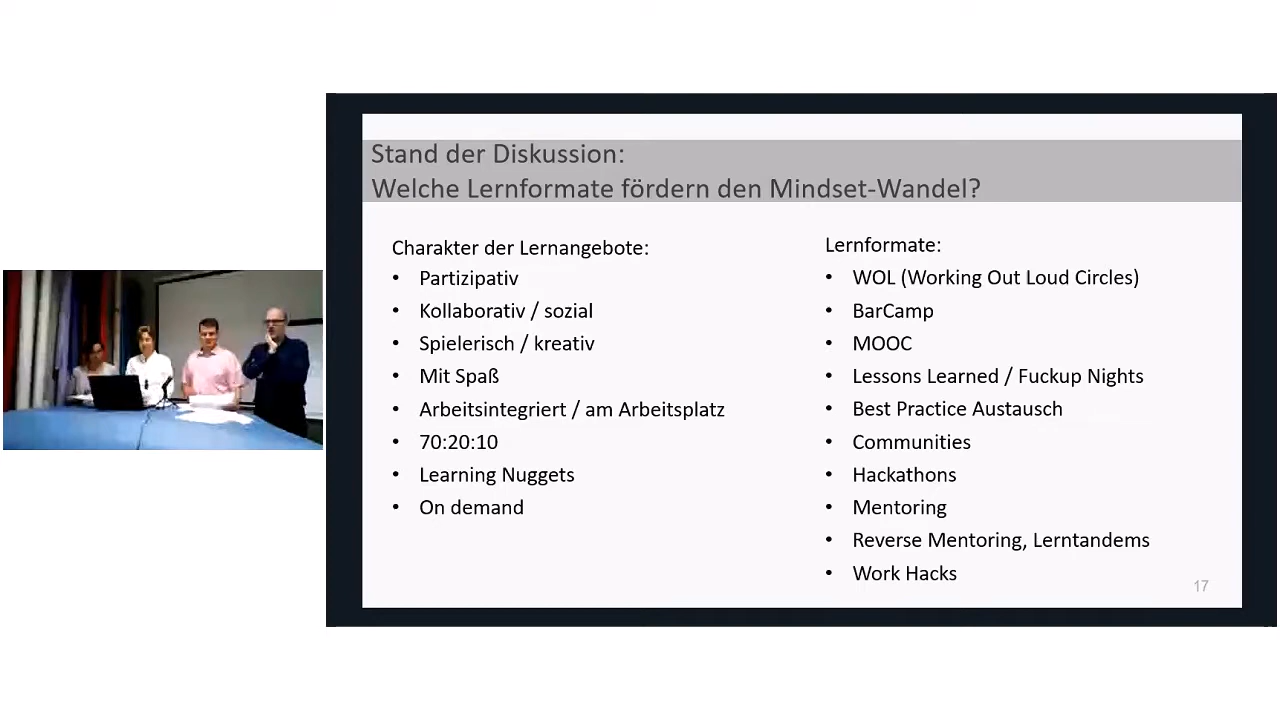 Stand der Diskussion:
Welche Lernformate fördern den Mindset-Wandel?
Charakter der Lernangebote:
• Partizipativ
• Kollaborativ / sozial
• Spielerisch / kreativ
• Mit Spaß
• Arbeitsintegriert / am Arbeitsplatz
• 70:20:10
• Learning Nuggets
• On demand
Lernformate:
• WOL (Working Out Loud Circles)
• BarCamp
• MOOC
• Lessons Learned / Fuckup Nights
• Best Practice Austausch
• Communities
• Hackathons
• Mentoring
• Reverse Mentoring, Lerntandems
• Work Hacks
17